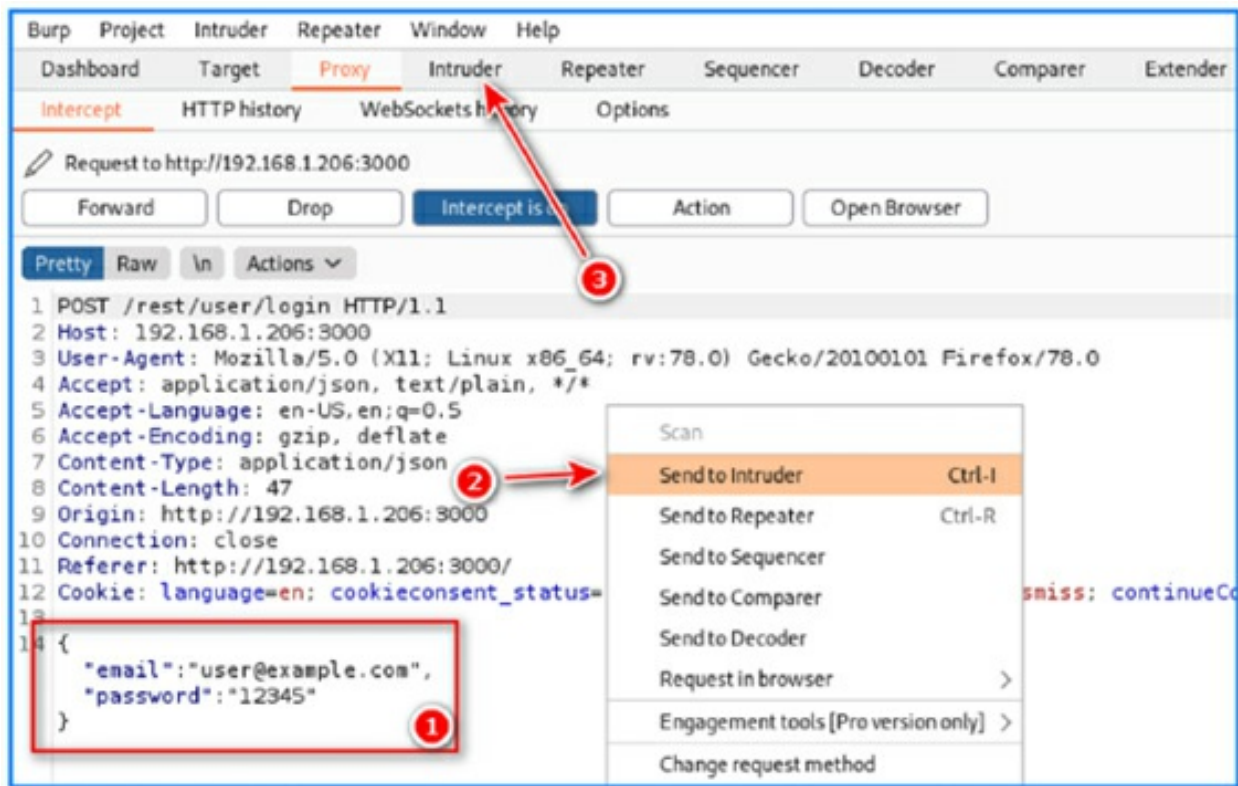 Burp Project Intruder Repeater Window Help
Dashboard Target Proxy Intruder Repeater Sequencer Decoder Comparer Extender
Intercept HTTP history WebSockets history Options
Request to http://192.168.1.206:3000
Forward Drop Intercept is on Action Open Browser
Pretty Raw \n Actions
3
1 POST /rest/user/login HTTP/1.1
2 Host: 192.168.1.206:3000
3 User-Agent: Mozilla/5.0 (X11; Linux x86_64; rv:78.0) Gecko/20100101 Firefox/78.0
4 Accept: application/json, text/plain, */*
5 Accept-Language: en-US,en;q=0.5
6 Accept-Encoding: gzip, deflate
7 Content-Type: application/json
8 Content-Length: 47
9 Origin: http://192.168.1.206:3000
10 Connection: close
11 Referer: http://192.168.1.206:3000/
12 Cookie: language=en; cookieconsent_status= smiss; continueCo
13
14 {
"email":"user@example.com",
"password":"12345"
}
1
2
Scan
Send to Intruder Ctrl-I
Send to Repeater Ctrl-R
Send to Sequencer
Send to Comparer
Send to Decoder
Request in browser >
Engagement tools [Pro version only] >
Change request method